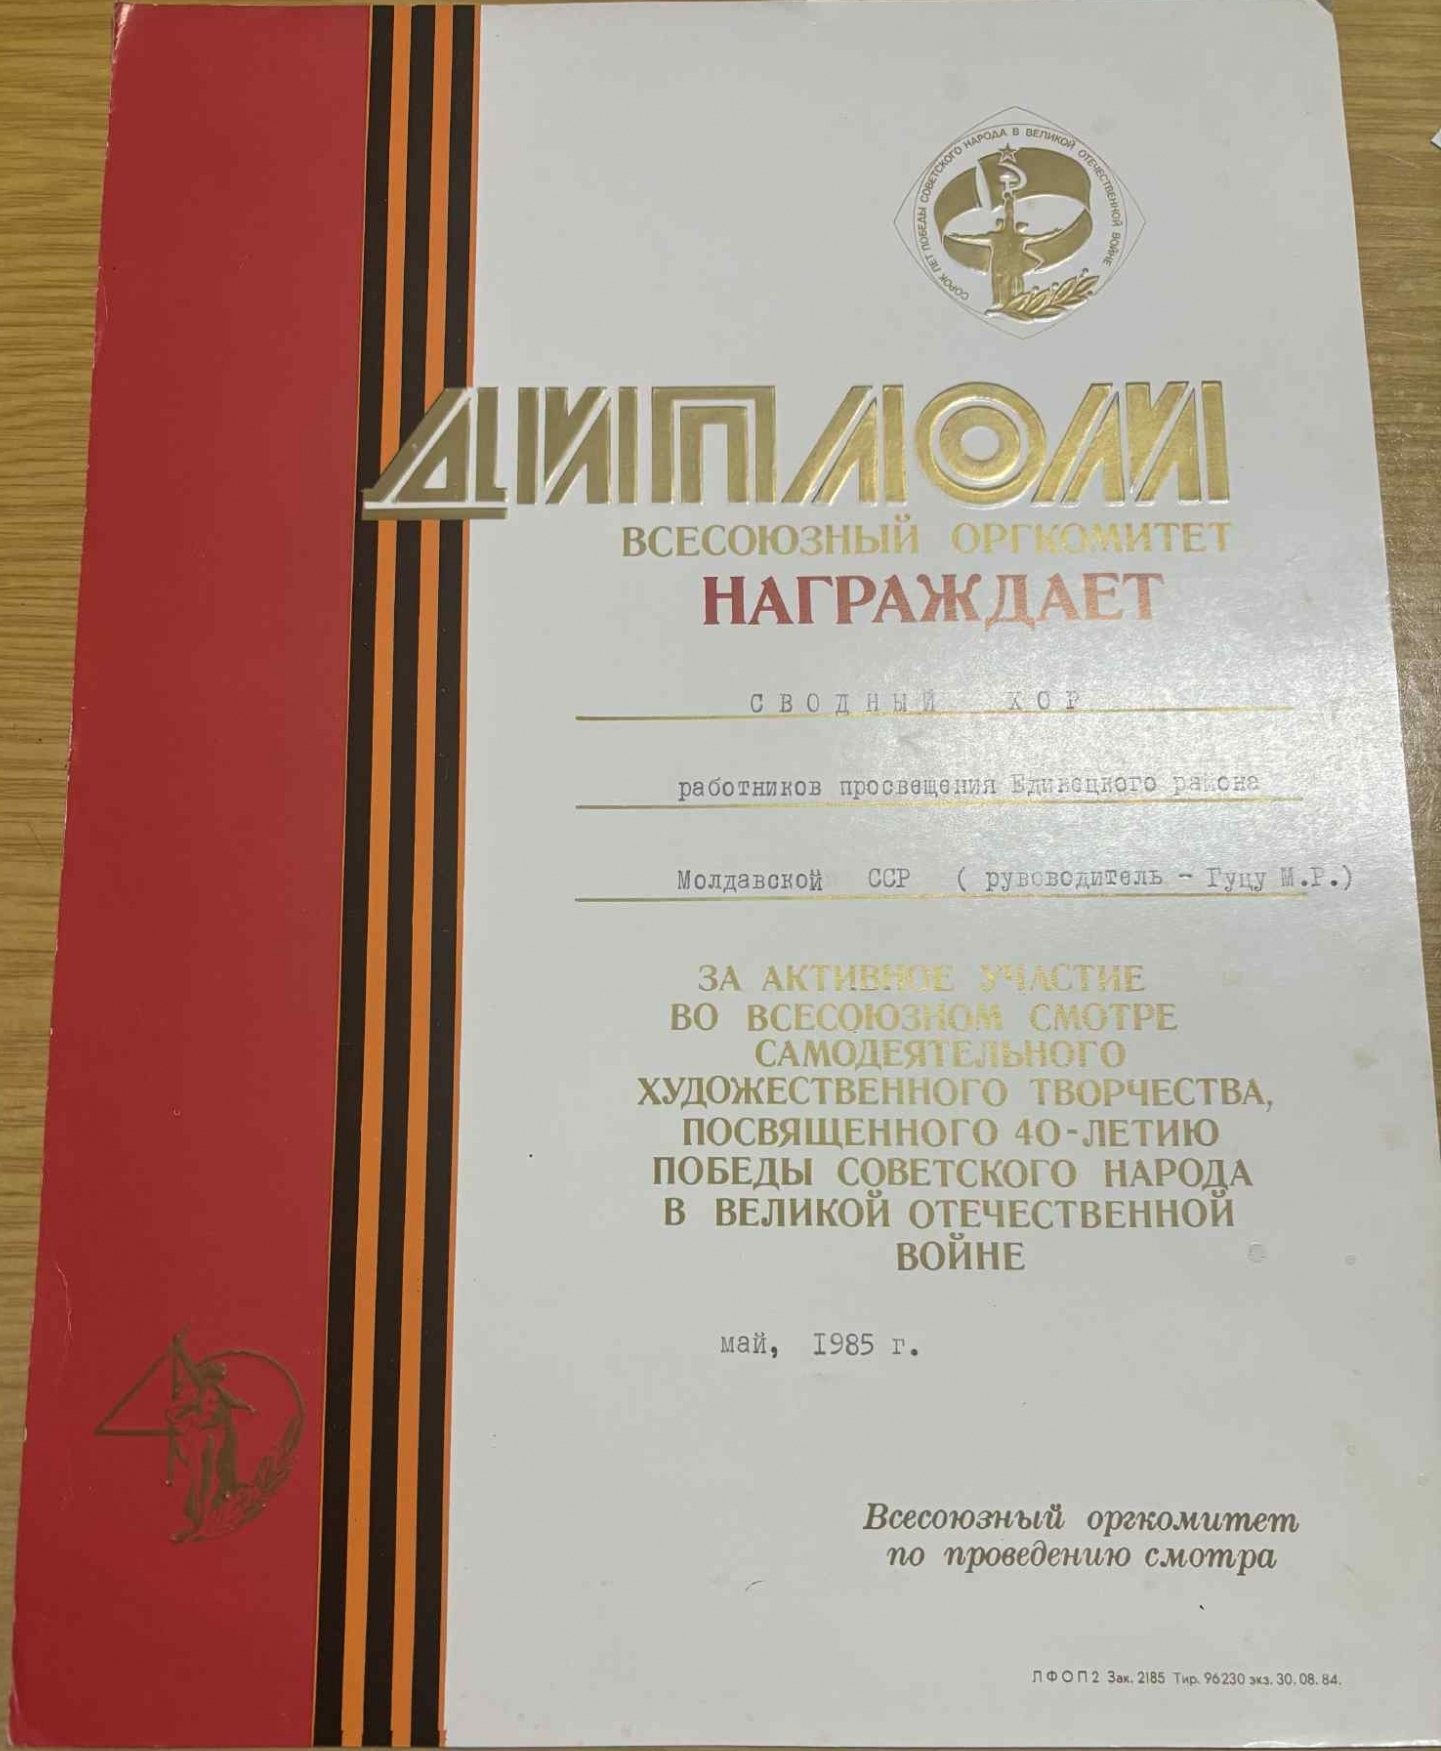 СОРОК ЛЕТ ПОБЕДЫ СОВЕТСКОГО НАРОДА В ВЕЛИКОЙ ОТЕЧЕСТВЕННОЙ ВОЙНЕ
ДИПЛОМ
ВСЕСОЮЗНЫЙ ОРГКОМИТЕТ
НАГРАЖДАЕТ
СВОДНЫЙ ХОР
работников просвещения Единецкого района
Молдавской ССР ( руководитель - Гуцу М.Р.)
ЗА АКТИВНОЕ УЧАСТИЕ
ВО ВСЕСОЮЗНОМ СМОТРЕ
САМОДЕЯТЕЛЬНОГО
ХУДОЖЕСТВЕННОГО ТВОРЧЕСТВА,
ПОСВЯЩЕННОГО 40-ЛЕТИЮ
ПОБЕДЫ СОВЕТСКОГО НАРОДА
В ВЕЛИКОЙ ОТЕЧЕСТВЕННОЙ
ВОЙНЕ
май, I985 г.
40
Всесоюзный оргкомитет
по проведению смотра
ЛФОП2 Зак. 2185 Тир. 96230 экз. 30.08.84.